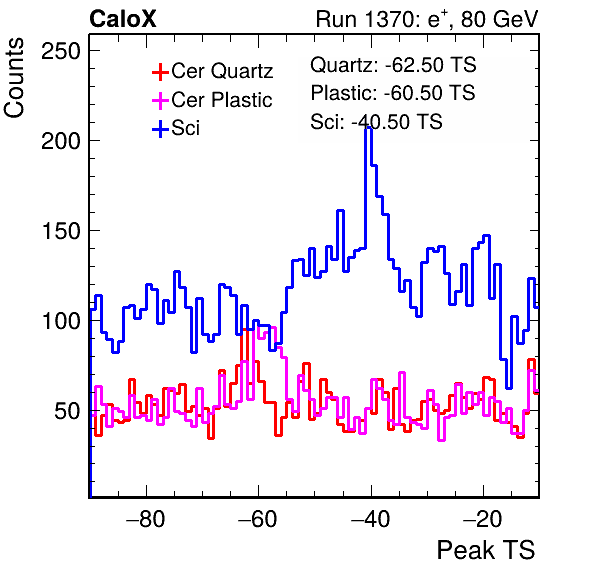 CaloX
Run 1370: e+, 80 GeV
Counts
250
200
150
100
50
Cer Quartz
Cer Plastic
Sci
Quartz: -62.50 TS
Plastic: -60.50 TS
Sci: -40.50 TS
−80
−60
−40
−20
Peak TS